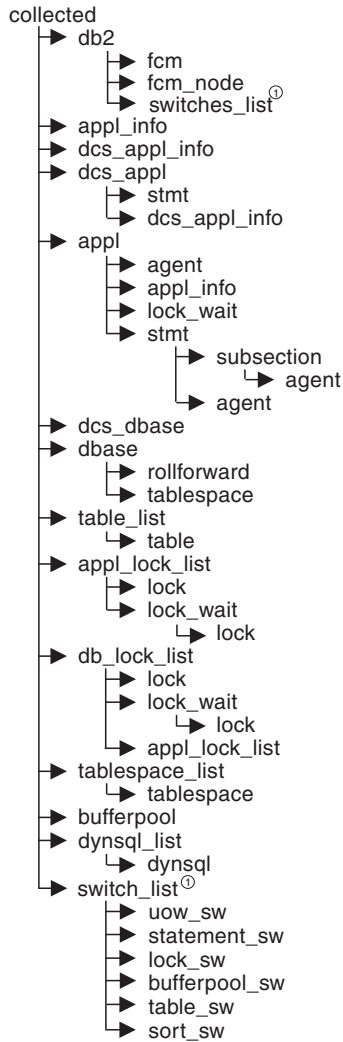 collected
db2
fcm
fcm_node
switches_list①
appl_info
dcs_appl_info
dcs_appl
stmt
dcs_appl_info
appl
agent
appl_info
lock_wait
stmt
subsection
agent
agent
dcs_dbase
dbase
rollforward
tablespace
table_list
table
appl_lock_list
lock
lock_wait
lock
db_lock_list
lock
lock_wait
lock
appl_lock_list
tablespace_list
tablespace
bufferpool
dynsql_list
dynsql
switch_list①
uow_sw
statement_sw
lock_sw
bufferpool_sw
table_sw
sort_sw